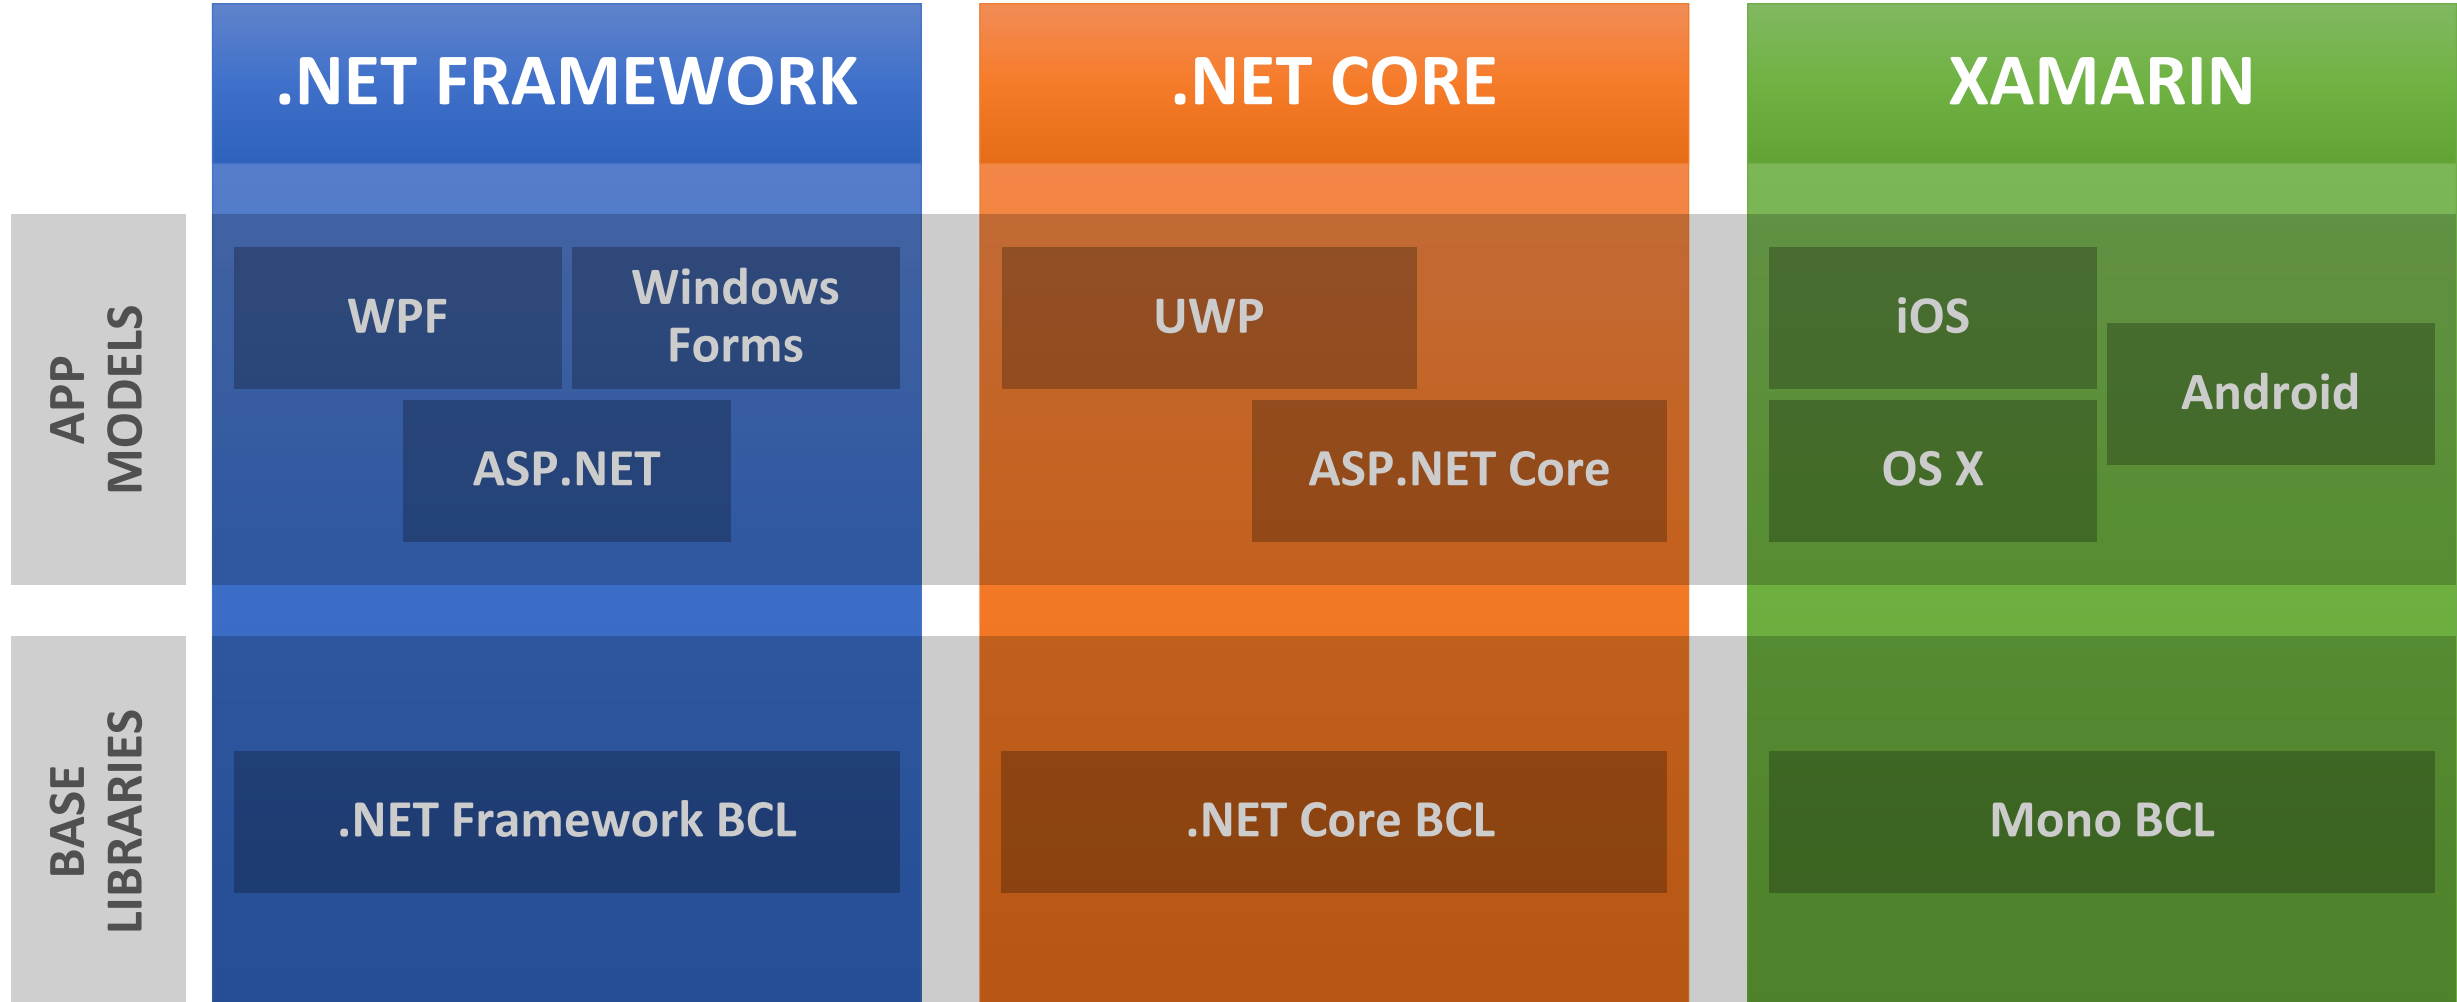 .NET FRAMEWORK
.NET CORE
XAMARIN
APP
MODELS
WPF
Windows
Forms
ASP.NET
UWP
ASP.NET Core
iOS
Android
OS X
BASE
LIBRARIES
.NET Framework BCL
.NET Core BCL
Mono BCL